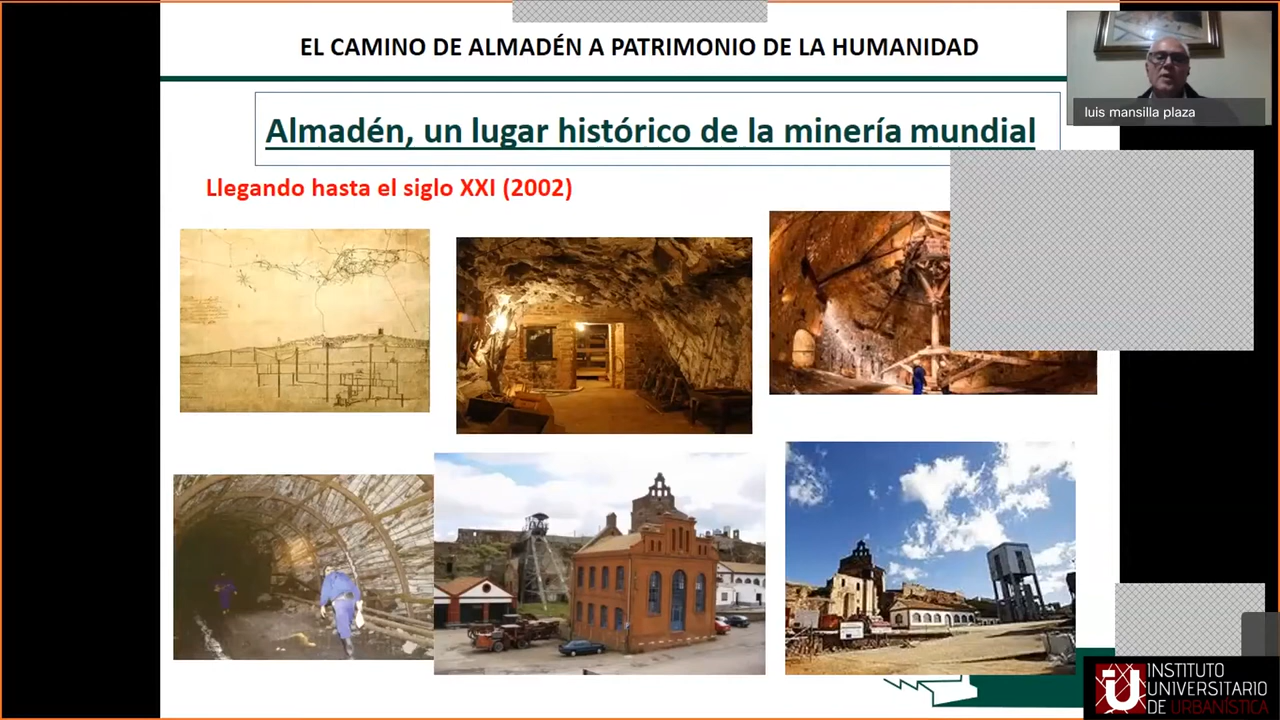 EL CAMINO DE ALMADÉN A PATRIMONIO DE LA HUMANIDAD
luis mansilla plaza
Almadén, un lugar histórico de la minería mundial
Llegando hasta el siglo XXI (2002)
iU
INSTITUTO
UNIVERSITARIO
DE URBANÍSTICA